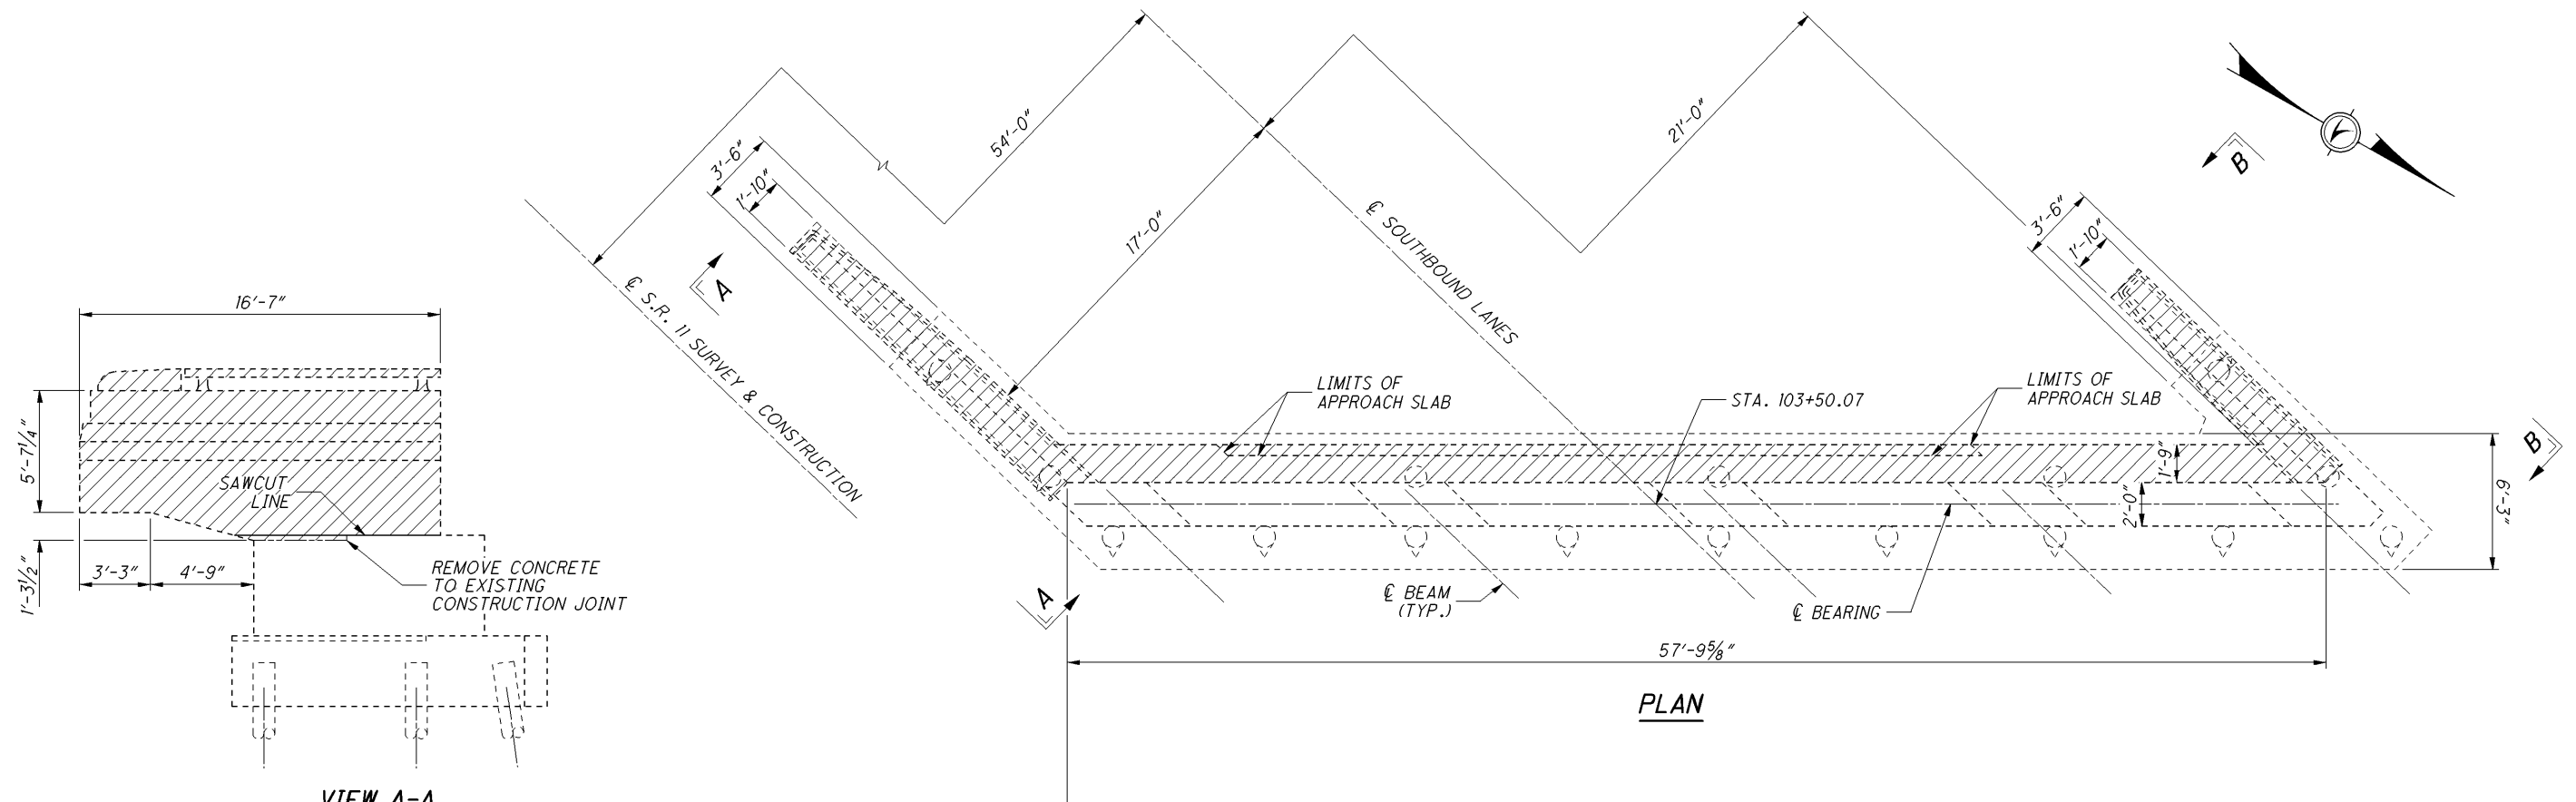 16'-7"
5'-7¼"
1'-3½"
3'-3"
4'-9"
SAWCUT
LINE
REMOVE CONCRETE
TO EXISTING
CONSTRUCTION JOINT
VIEW A-A
54'-0"
21'-0"
3'-6"
1'-10"
17'-0"
A
℄ S.R. 11 SURVEY & CONSTRUCTION
℄ SOUTHBOUND LANES
LIMITS OF
APPROACH SLAB
STA. 103+50.07
LIMITS OF
APPROACH SLAB
3'-6"
1'-10"
B
B
1'-9"
2'-0"
6'-3"
A
℄ BEAM
(TYP.)
℄ BEARING
57'-9⅝"
PLAN